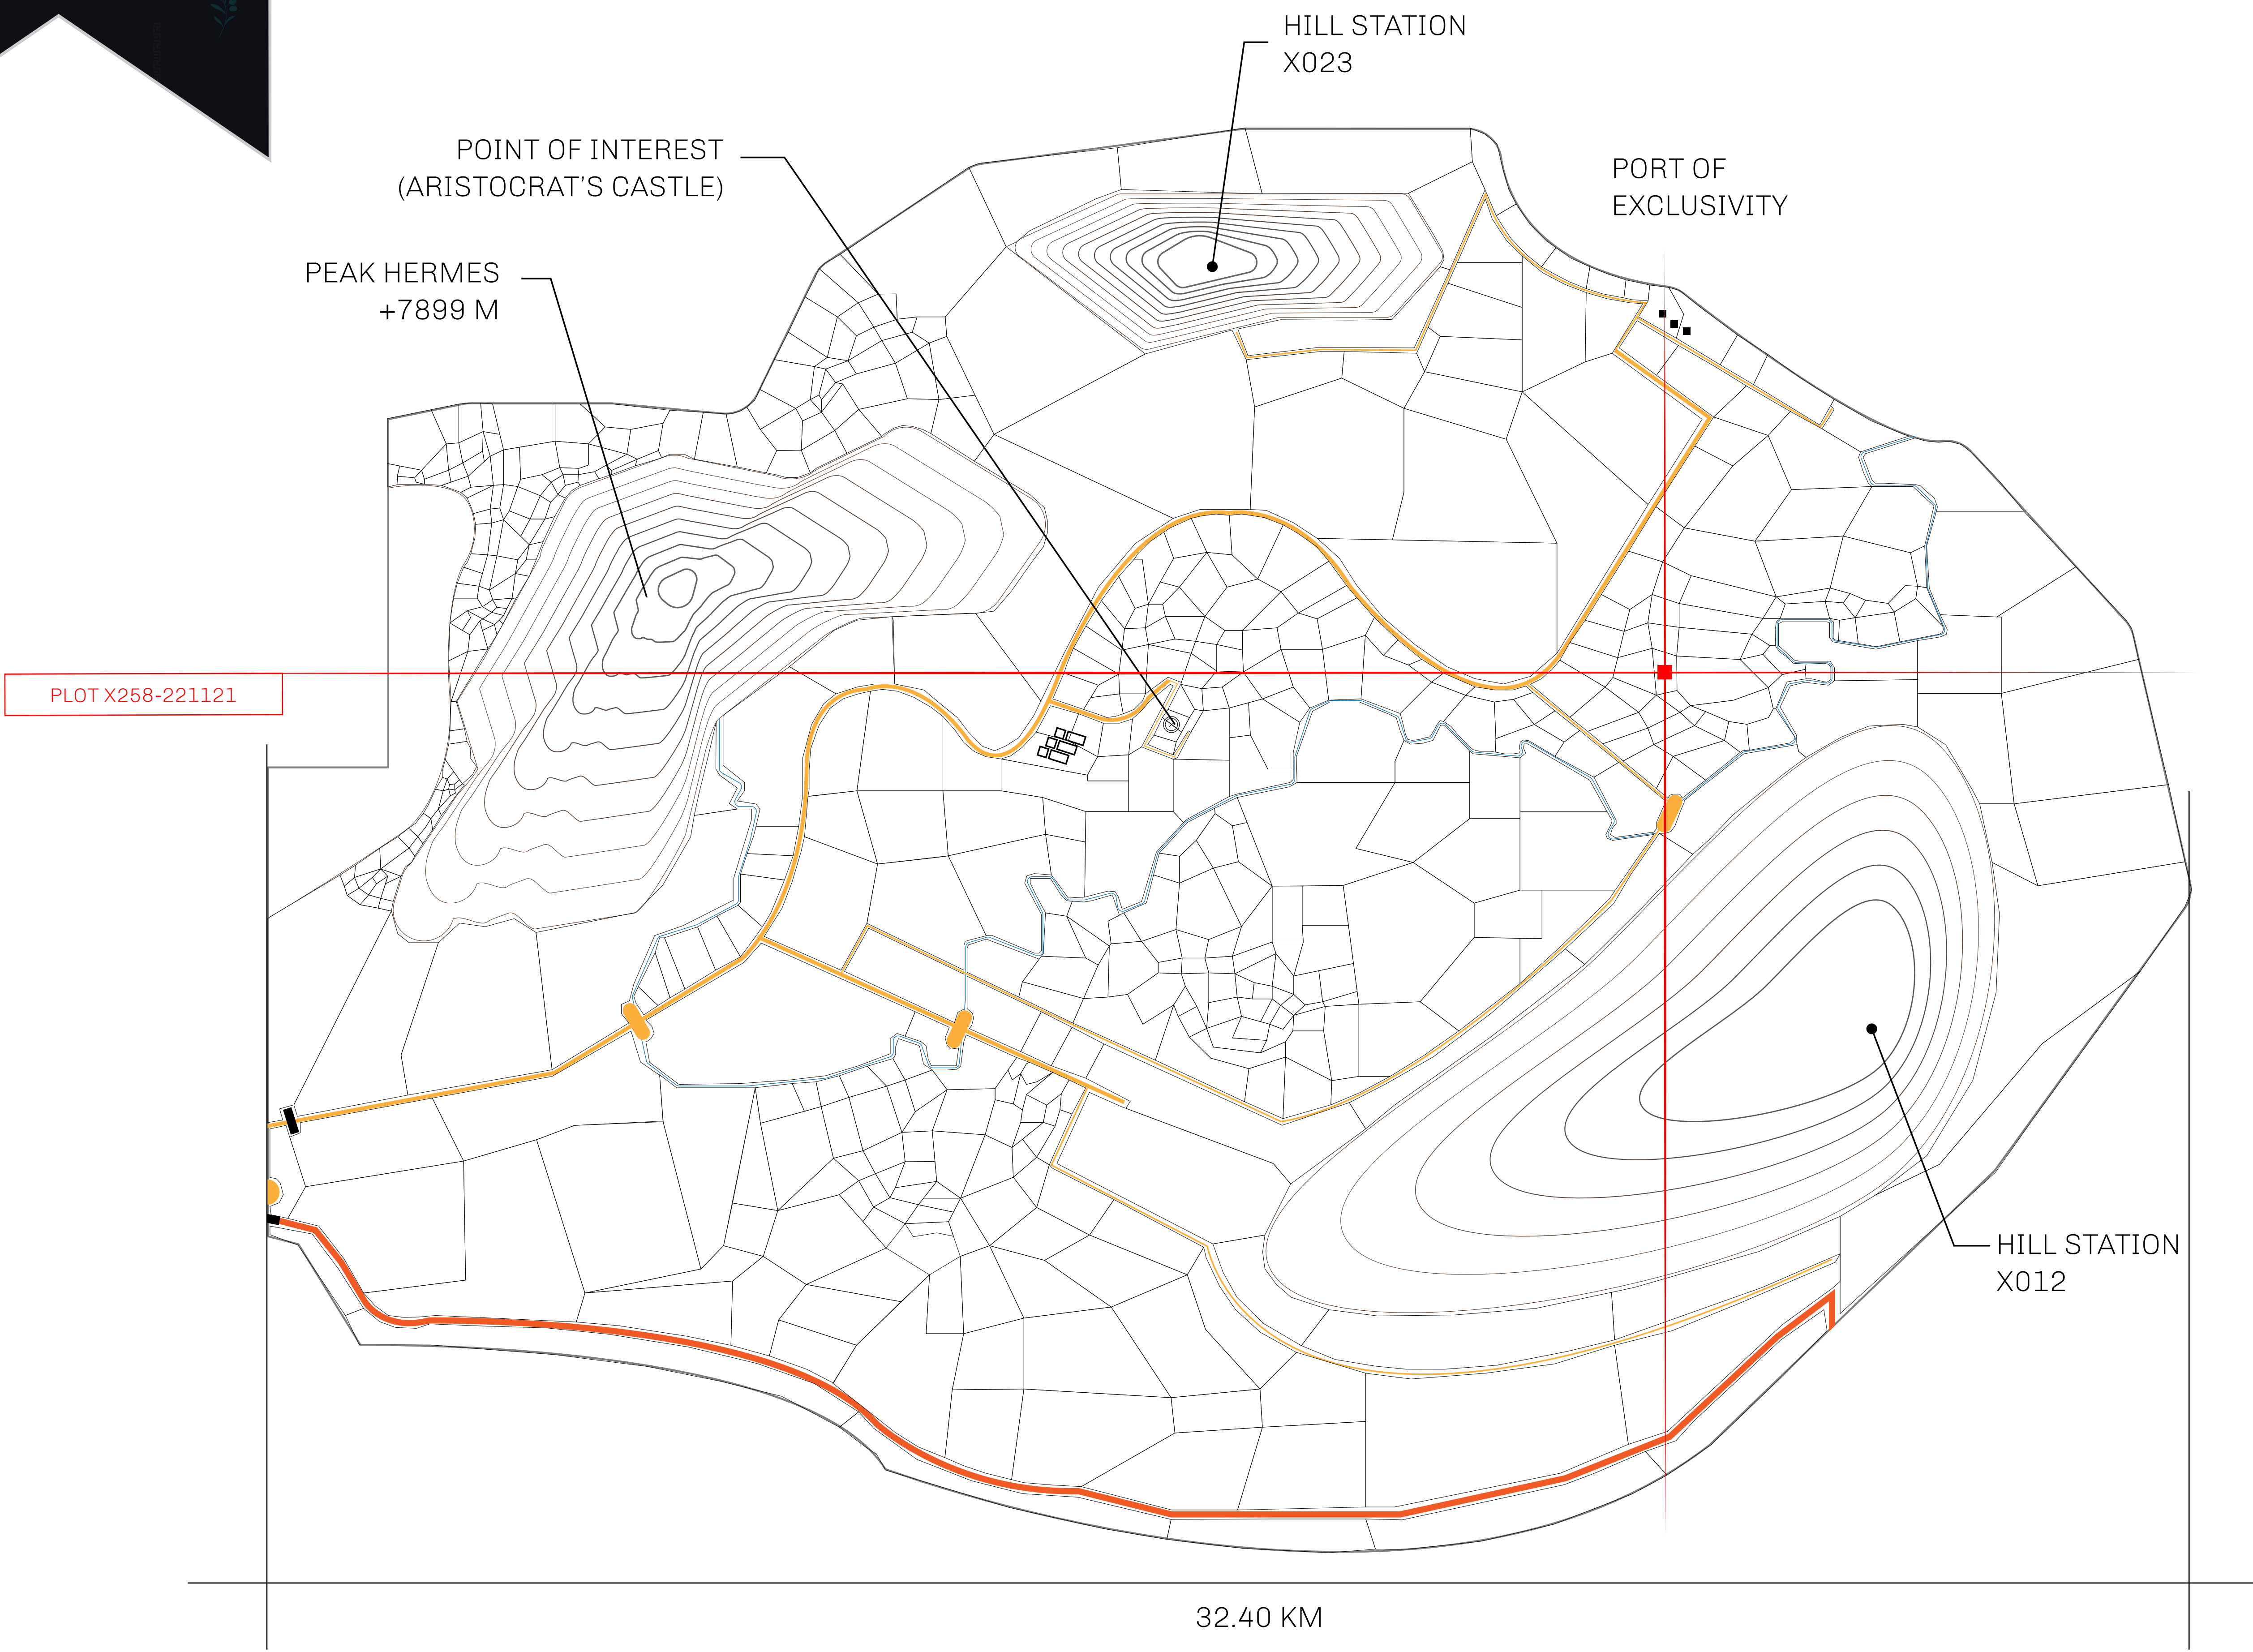 HILL STATION
X023
POINT OF INTEREST
(ARISTOCRAT'S CASTLE)
PORT OF
EXCLUSIVITY
PEAK HERMES
+7899 M
PLOT X258-221121
HILL STATION
X012
32.40 KM